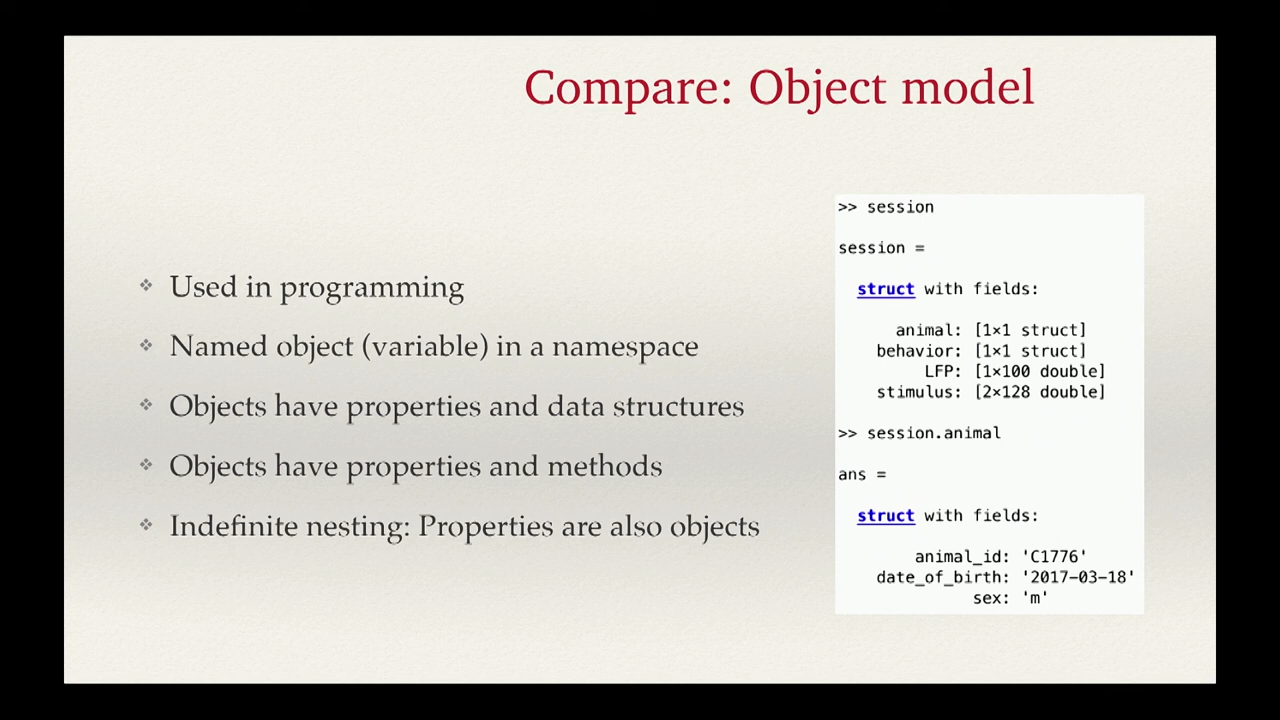 Compare: Object model
❖ Used in programming
❖ Named object (variable) in a namespace
❖ Objects have properties and data structures
❖ Objects have properties and methods
❖ Indefinite nesting: Properties are also objects
>> session
session =
struct with fields:
animal: [1×1 struct]
behavior: [1×1 struct]
LFP: [1×100 double]
stimulus: [2×128 double]
>> session.animal
ans =
struct with fields:
animal_id: 'C1776'
date_of_birth: '2017-03-18'
sex: 'm'